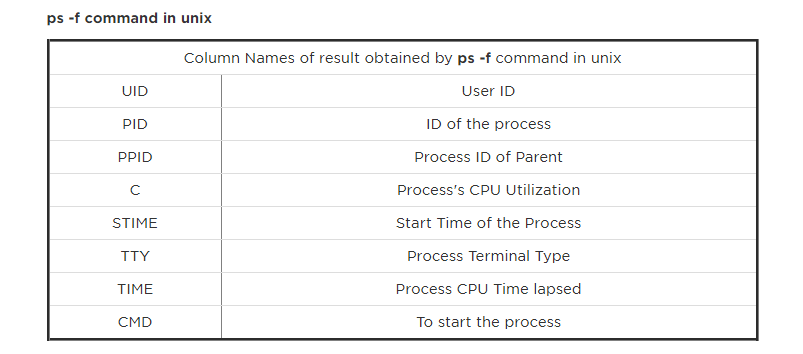 ps -f command in unix
Column Names of result obtained by ps -f command in unix
UID User ID
PID ID of the process
PPID Process ID of Parent
C Process's CPU Utilization
STIME Start Time of the Process
TTY Process Terminal Type
TIME Process CPU Time lapsed
CMD To start the process